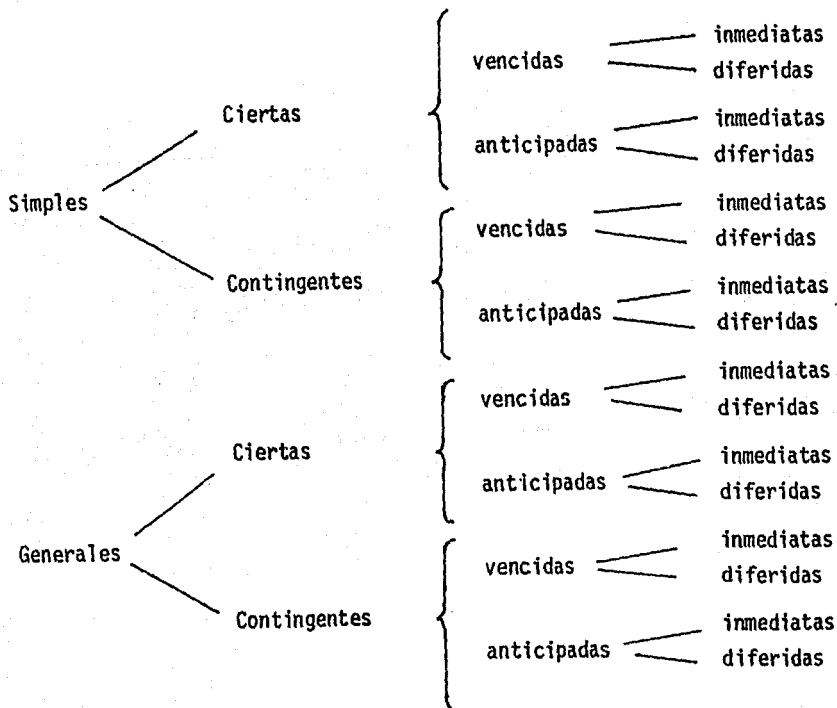 inmediatas
vencidas
diferidas
Ciertas
inmediatas
anticipadas
diferidas
Simples
inmediatas
vencidas
diferidas
Contingentes
inmediatas
anticipadas
diferidas
inmediatas
vencidas
diferidas
Ciertas
inmediatas
anticipadas
diferidas
Generales
inmediatas
vencidas
diferidas
Contingentes
inmediatas
anticipadas
diferidas